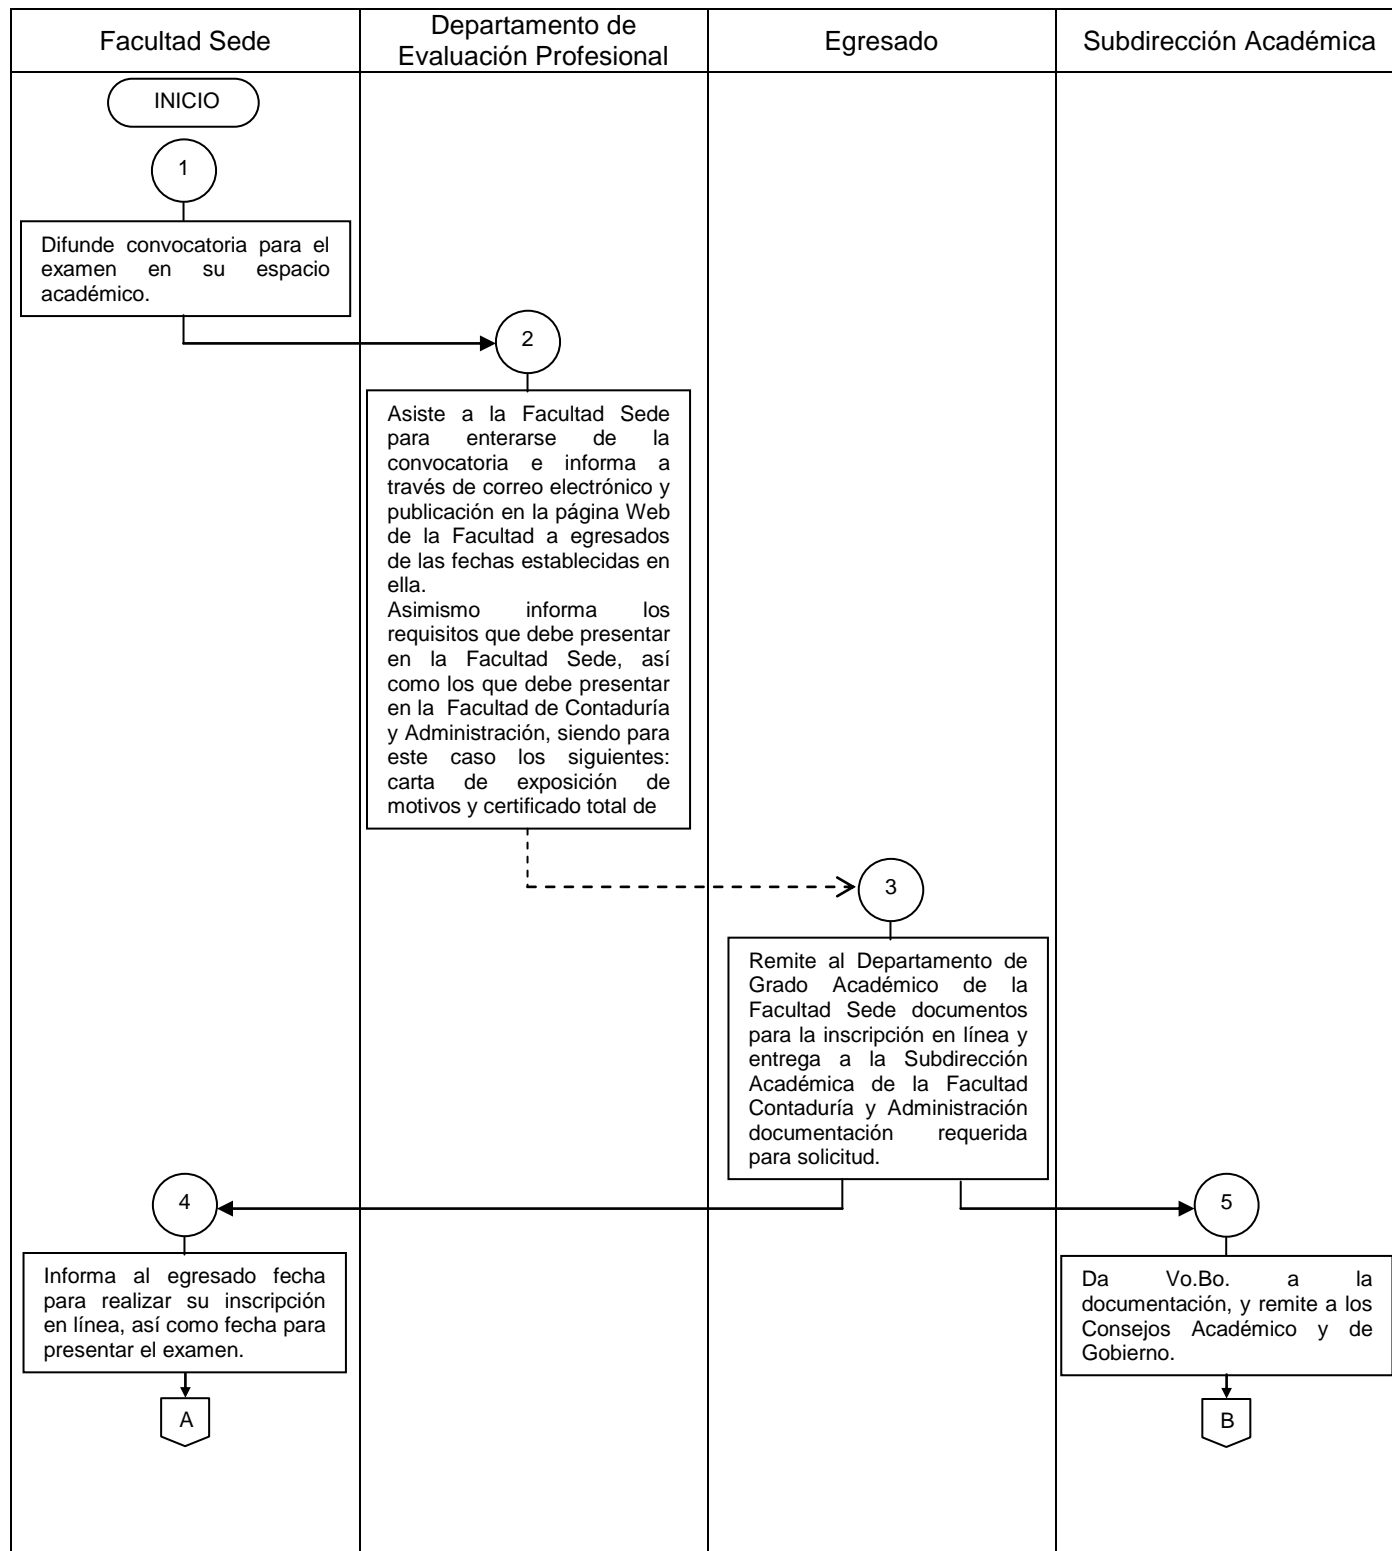 Facultad Sede
Departamento de
Evaluación Profesional
Egresado
Subdirección Académica
INICIO
1
Difunde convocatoria para el
examen en su espacio
académico.
2
Asiste a la Facultad Sede
para enterarse de la
convocatoria e informa a
través de correo electrónico y
publicación en la página Web
de la Facultad a egresados
de las fechas establecidas en
ella.
Asimismo informa los
requisitos que debe presentar
en la Facultad Sede, así
como los que debe presentar
en la Facultad de Contaduría
y Administración, siendo para
este caso los siguientes:
carta de exposición de
motivos y certificado total de
3
Remite al Departamento de
Grado Académico de la
Facultad Sede documentos
para la inscripción en línea y
entrega a la Subdirección
Académica de la Facultad
Contaduría y Administración
documentación requerida
para solicitud.
4
Informa al egresado fecha
para realizar su inscripción
en línea, así como fecha para
presentar el examen.
A
5
Da Vo.Bo. a la
documentación, y remite a los
Consejos Académico y de
Gobierno.
B